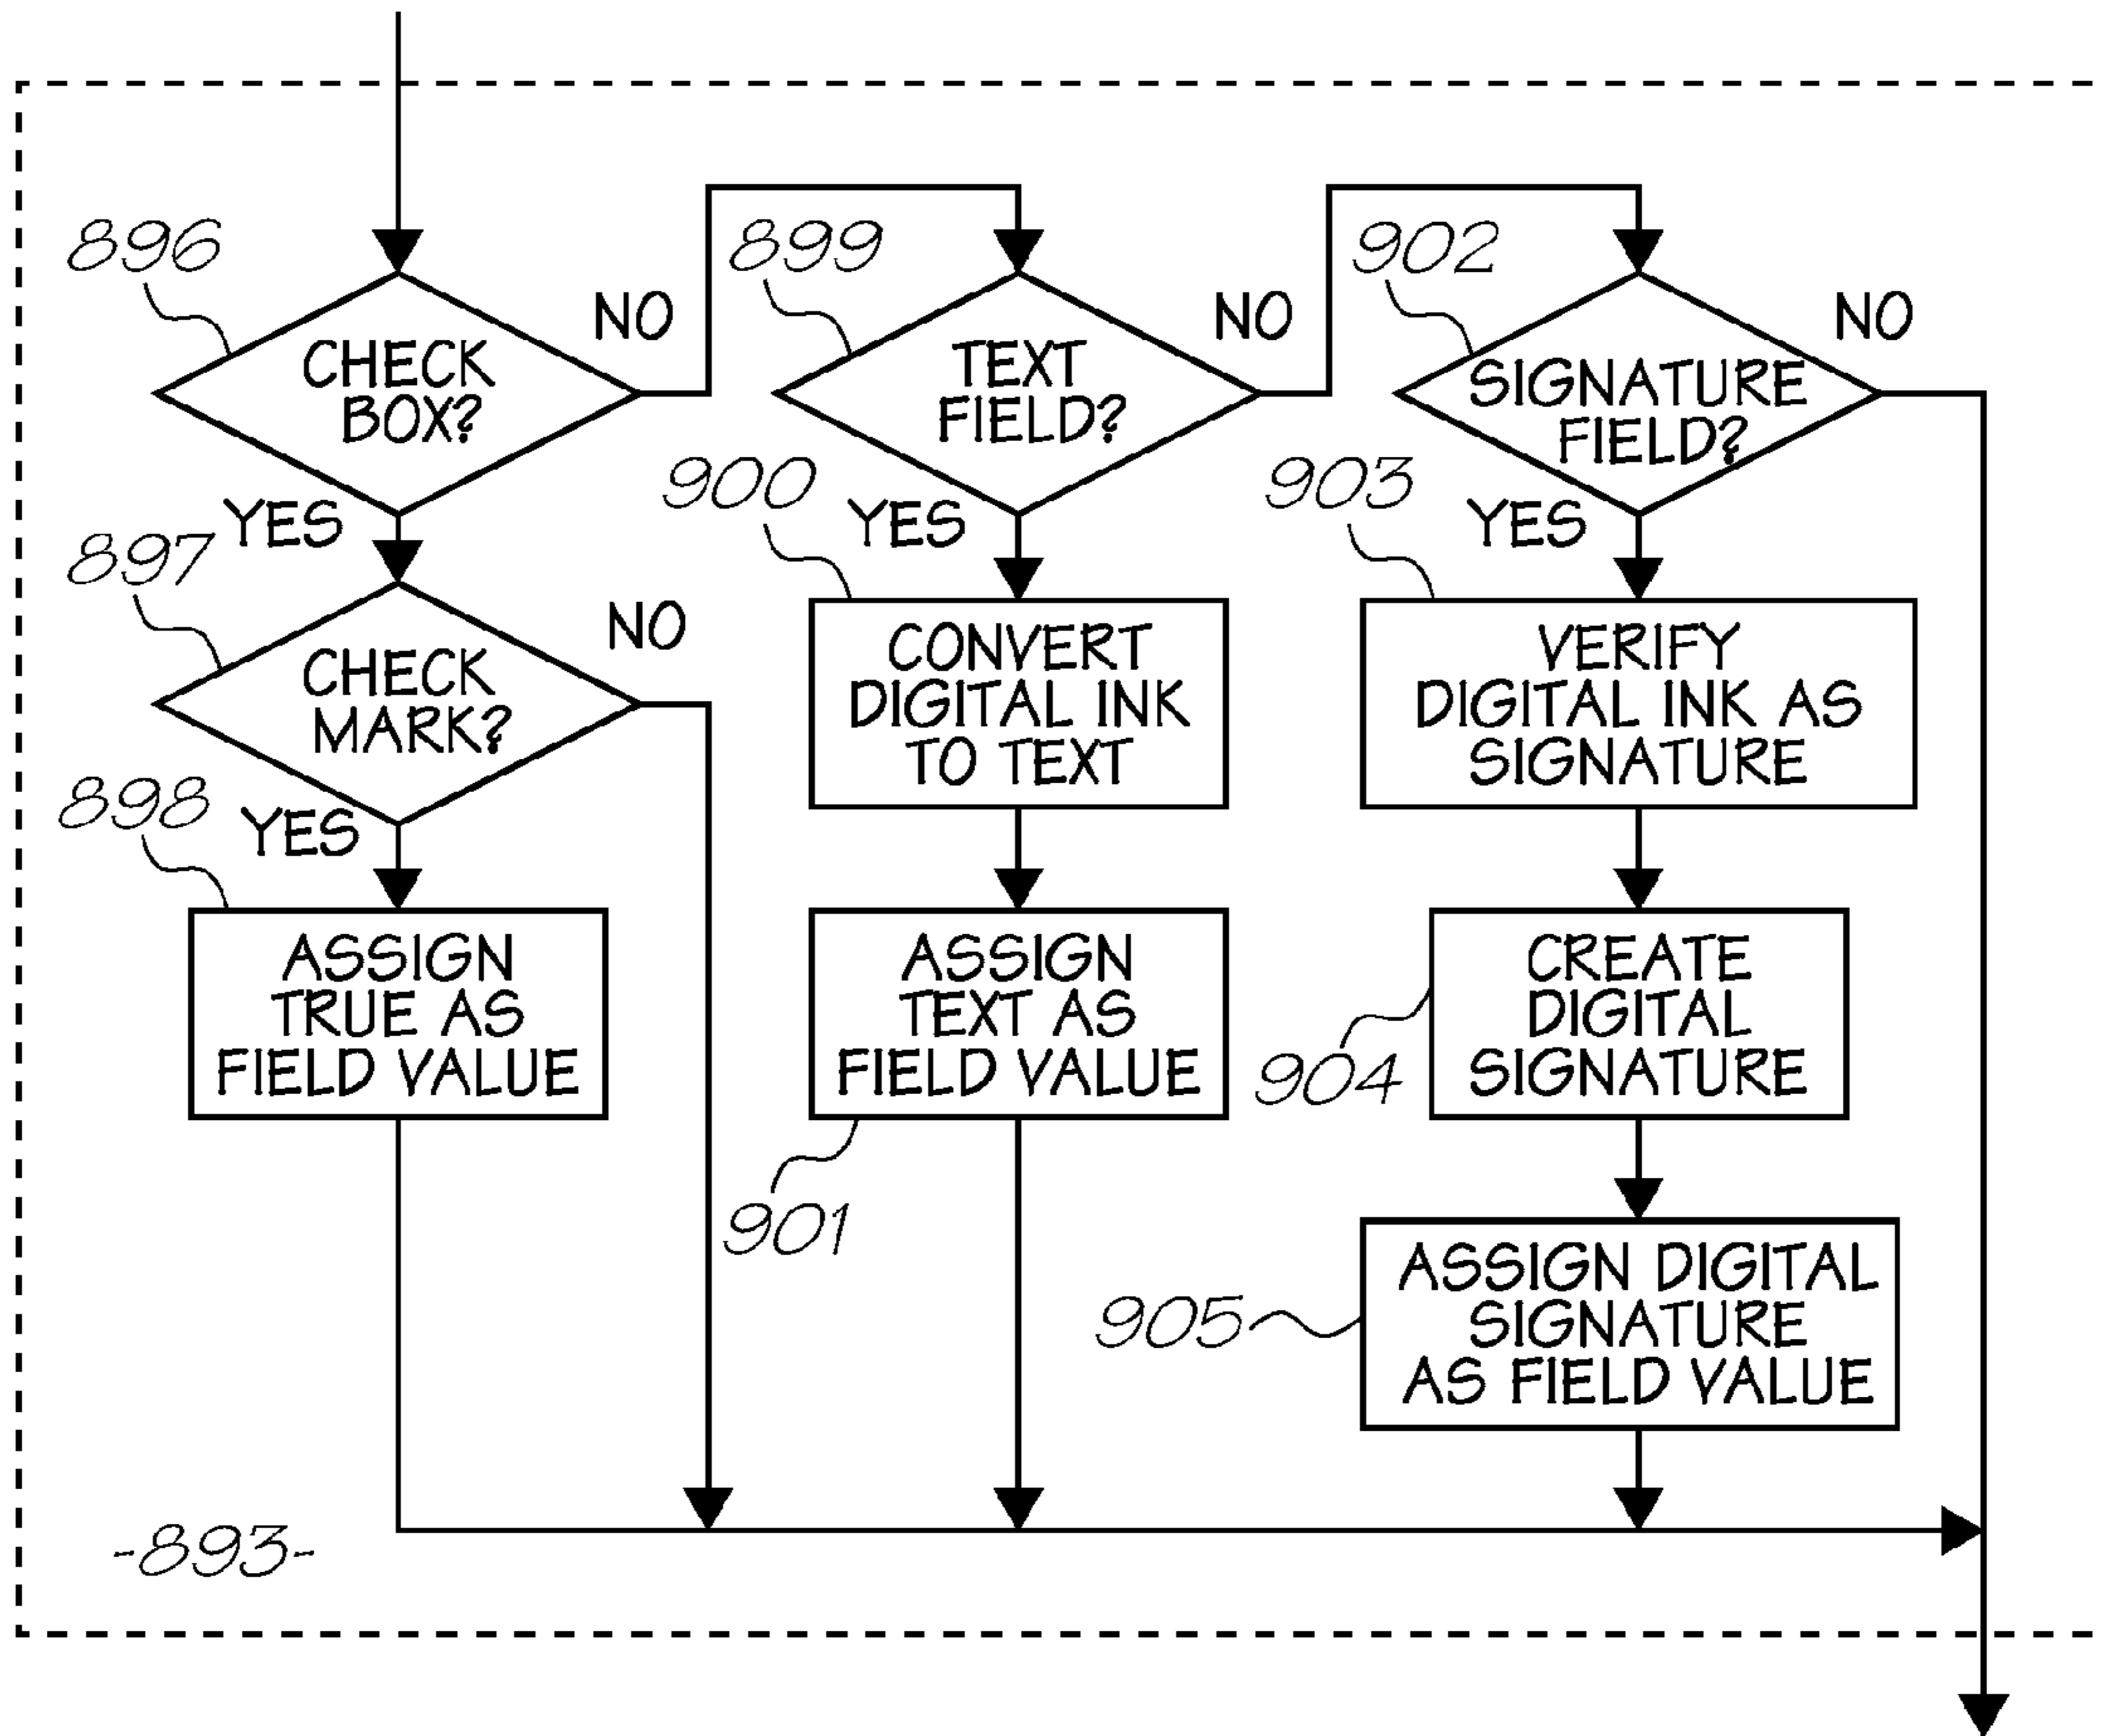 896
CHECK
BOX?
NO
YES
897
CHECK
MARK?
NO
YES
898
ASSIGN
TRUE AS
FIELD VALUE
899
TEXT
FIELD?
NO
YES
900
CONVERT
DIGITAL INK
TO TEXT
ASSIGN
TEXT AS
FIELD VALUE
901
902
SIGNATURE
FIELD?
NO
YES
903
VERIFY
DIGITAL INK AS
SIGNATURE
CREATE
DIGITAL
SIGNATURE
904
ASSIGN DIGITAL
SIGNATURE
AS FIELD VALUE
905
-893-